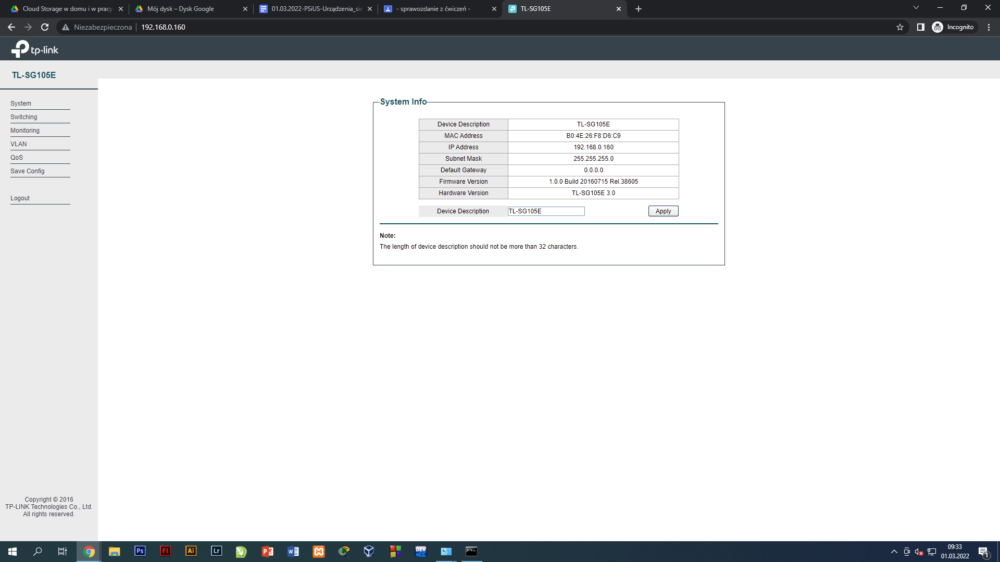 Cloud Storage w domu i w pracy
Mój dysk – Dysk Google
01.03.2022-PSiUS-Urządzenia_sie
- sprawozdanie z ćwiczeń -
TL-SG105E
Niezabezpieczona
192.168.0.160
Incognito
tp-link
TL-SG105E
System
Switching
Monitoring
VLAN
QoS
Save Config
Logout
System Info
Device Description TL-SG105E
MAC Address B0:4E:26:F8:D6:C9
IP Address 192.168.0.160
Subnet Mask 255.255.255.0
Default Gateway 0.0.0.0
Firmware Version 1.0.0 Build 20160715 Rel.38605
Hardware Version TL-SG105E 3.0
Device Description TL-SG105E Apply
Note:
The length of device description should not be more than 32 characters.
Copyright © 2016
TP-LINK Technologies Co., Ltd.
All rights reserved.
Ps
Fl
Ai
Lr
DEV
C:\.
09:33
01.03.2022
1